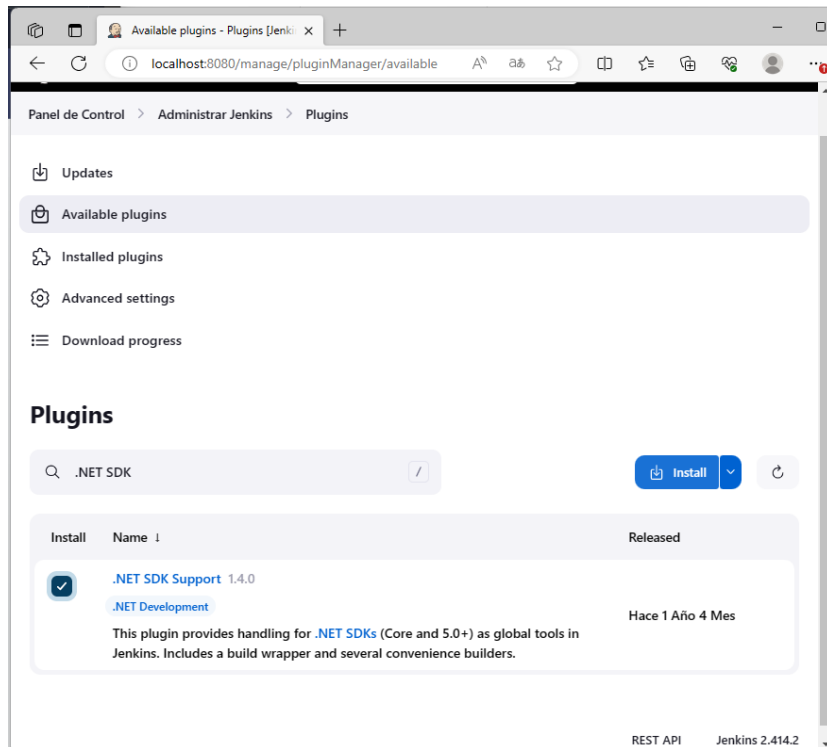 Available plugins - Plugins [Jenki
localhost:8080/manage/pluginManager/available
Panel de Control > Administrar Jenkins > Plugins
Updates
Available plugins
Installed plugins
Advanced settings
Download progress
Plugins
.NET SDK /
Install
Install Name ↓ Released
.NET SDK Support 1.4.0
.NET Development
Hace 1 Año 4 Mes
This plugin provides handling for .NET SDKs (Core and 5.0+) as global tools in
Jenkins. Includes a build wrapper and several convenience builders.
REST API Jenkins 2.414.2